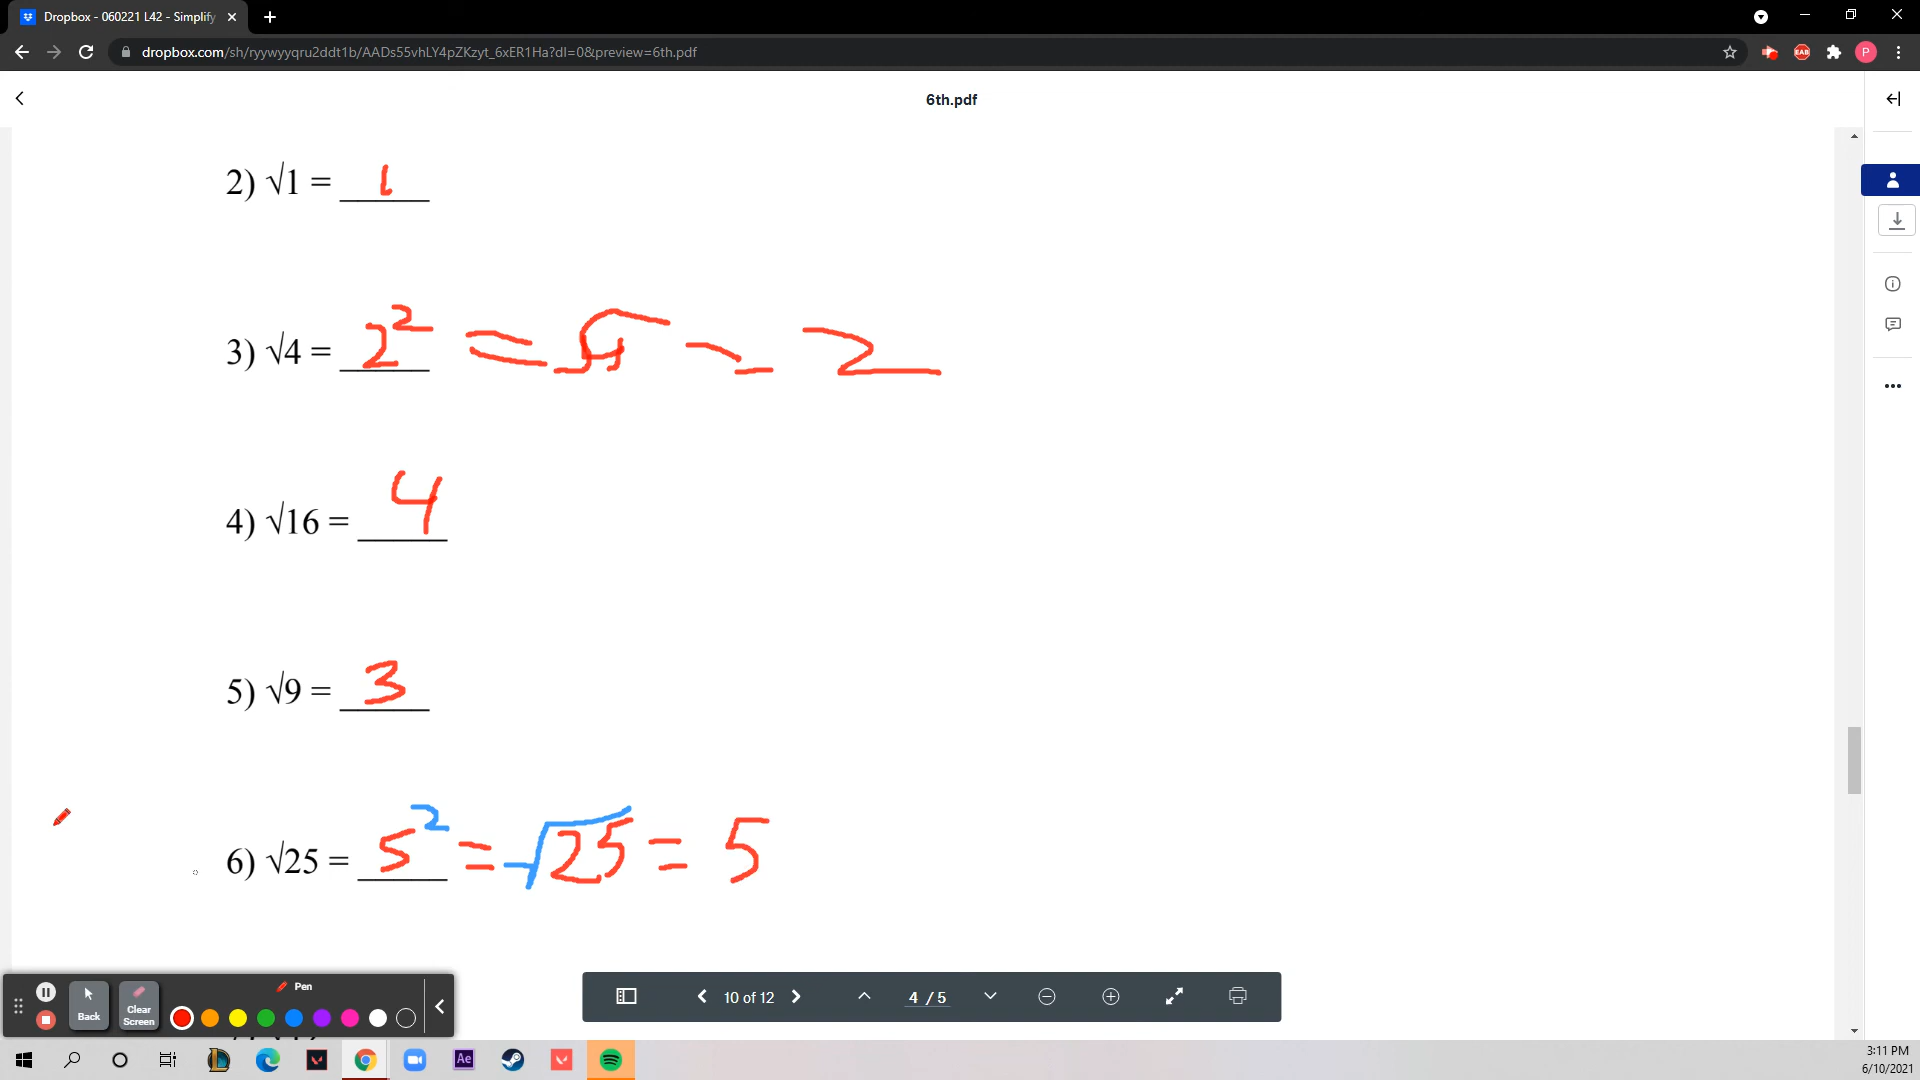 Dropbox - 060221 L42 - Simplify
dropbox.com/sh/ryywyyqru2ddt1b/AADs55vhLY4pZKzyt_6xER1Ha?dl=0&preview=6th.pdf
EAB
P
6th.pdf
2) √1 = 1
3) √4 = 2² = √4 = 2
4) √16 = 4
5) √9 = 3
6) √25 = 5² = √25 = 5
Pen
Back
Clear Screen
10 of 12
4 / 5
Ae
3:11 PM
6/10/2021